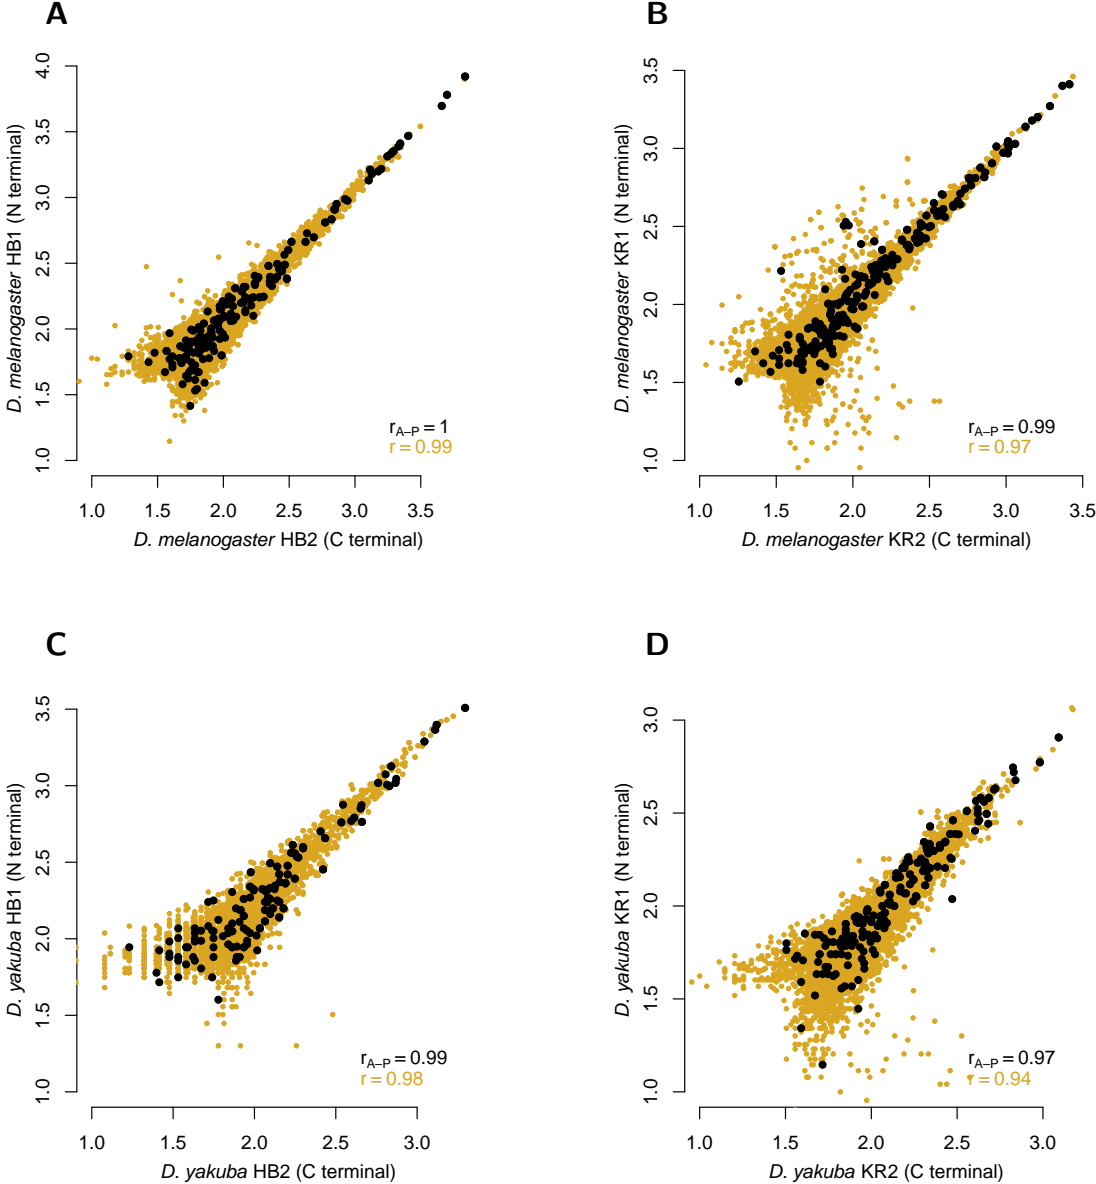 A
D. melanogaster HB1 (N terminal)
4.0
3.5
3.0
2.5
2.0
1.5
1.0
r_A–P = 1
r = 0.99
1.0 1.5 2.0 2.5 3.0 3.5
D. melanogaster HB2 (C terminal)
B
D. melanogaster KR1 (N terminal)
3.5
3.0
2.5
2.0
1.5
1.0
r_A–P = 0.99
r = 0.97
1.0 1.5 2.0 2.5 3.0 3.5
D. melanogaster KR2 (C terminal)
C
D. yakuba HB1 (N terminal)
3.5
3.0
2.5
2.0
1.5
1.0
r_A–P = 0.99
r = 0.98
1.0 1.5 2.0 2.5 3.0
D. yakuba HB2 (C terminal)
D
D. yakuba KR1 (N terminal)
3.0
2.5
2.0
1.5
1.0
r_A–P = 0.97
r = 0.94
1.0 1.5 2.0 2.5 3.0
D. yakuba KR2 (C terminal)